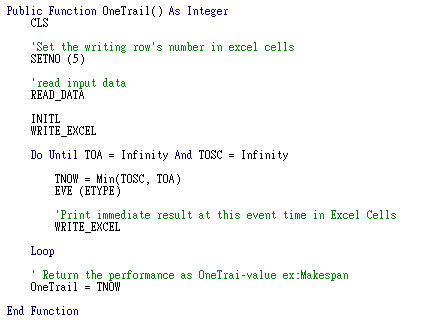 Public Function OneTrail() As Integer
CLS
'Set the writing row's number in excel cells
SETNO (5)
'read input data
READ_DATA
INITL
WRITE_EXCEL
Do Until TOA = Infinity And TOSC = Infinity
TNOW = Min(TOSC, TOA)
EVE (ETYPE)
'Print immediate result at this event time in Excel Cells
WRITE_EXCEL
Loop
' Return the performance as OneTrai-value ex:Makespan
OneTrail = TNOW
End Function